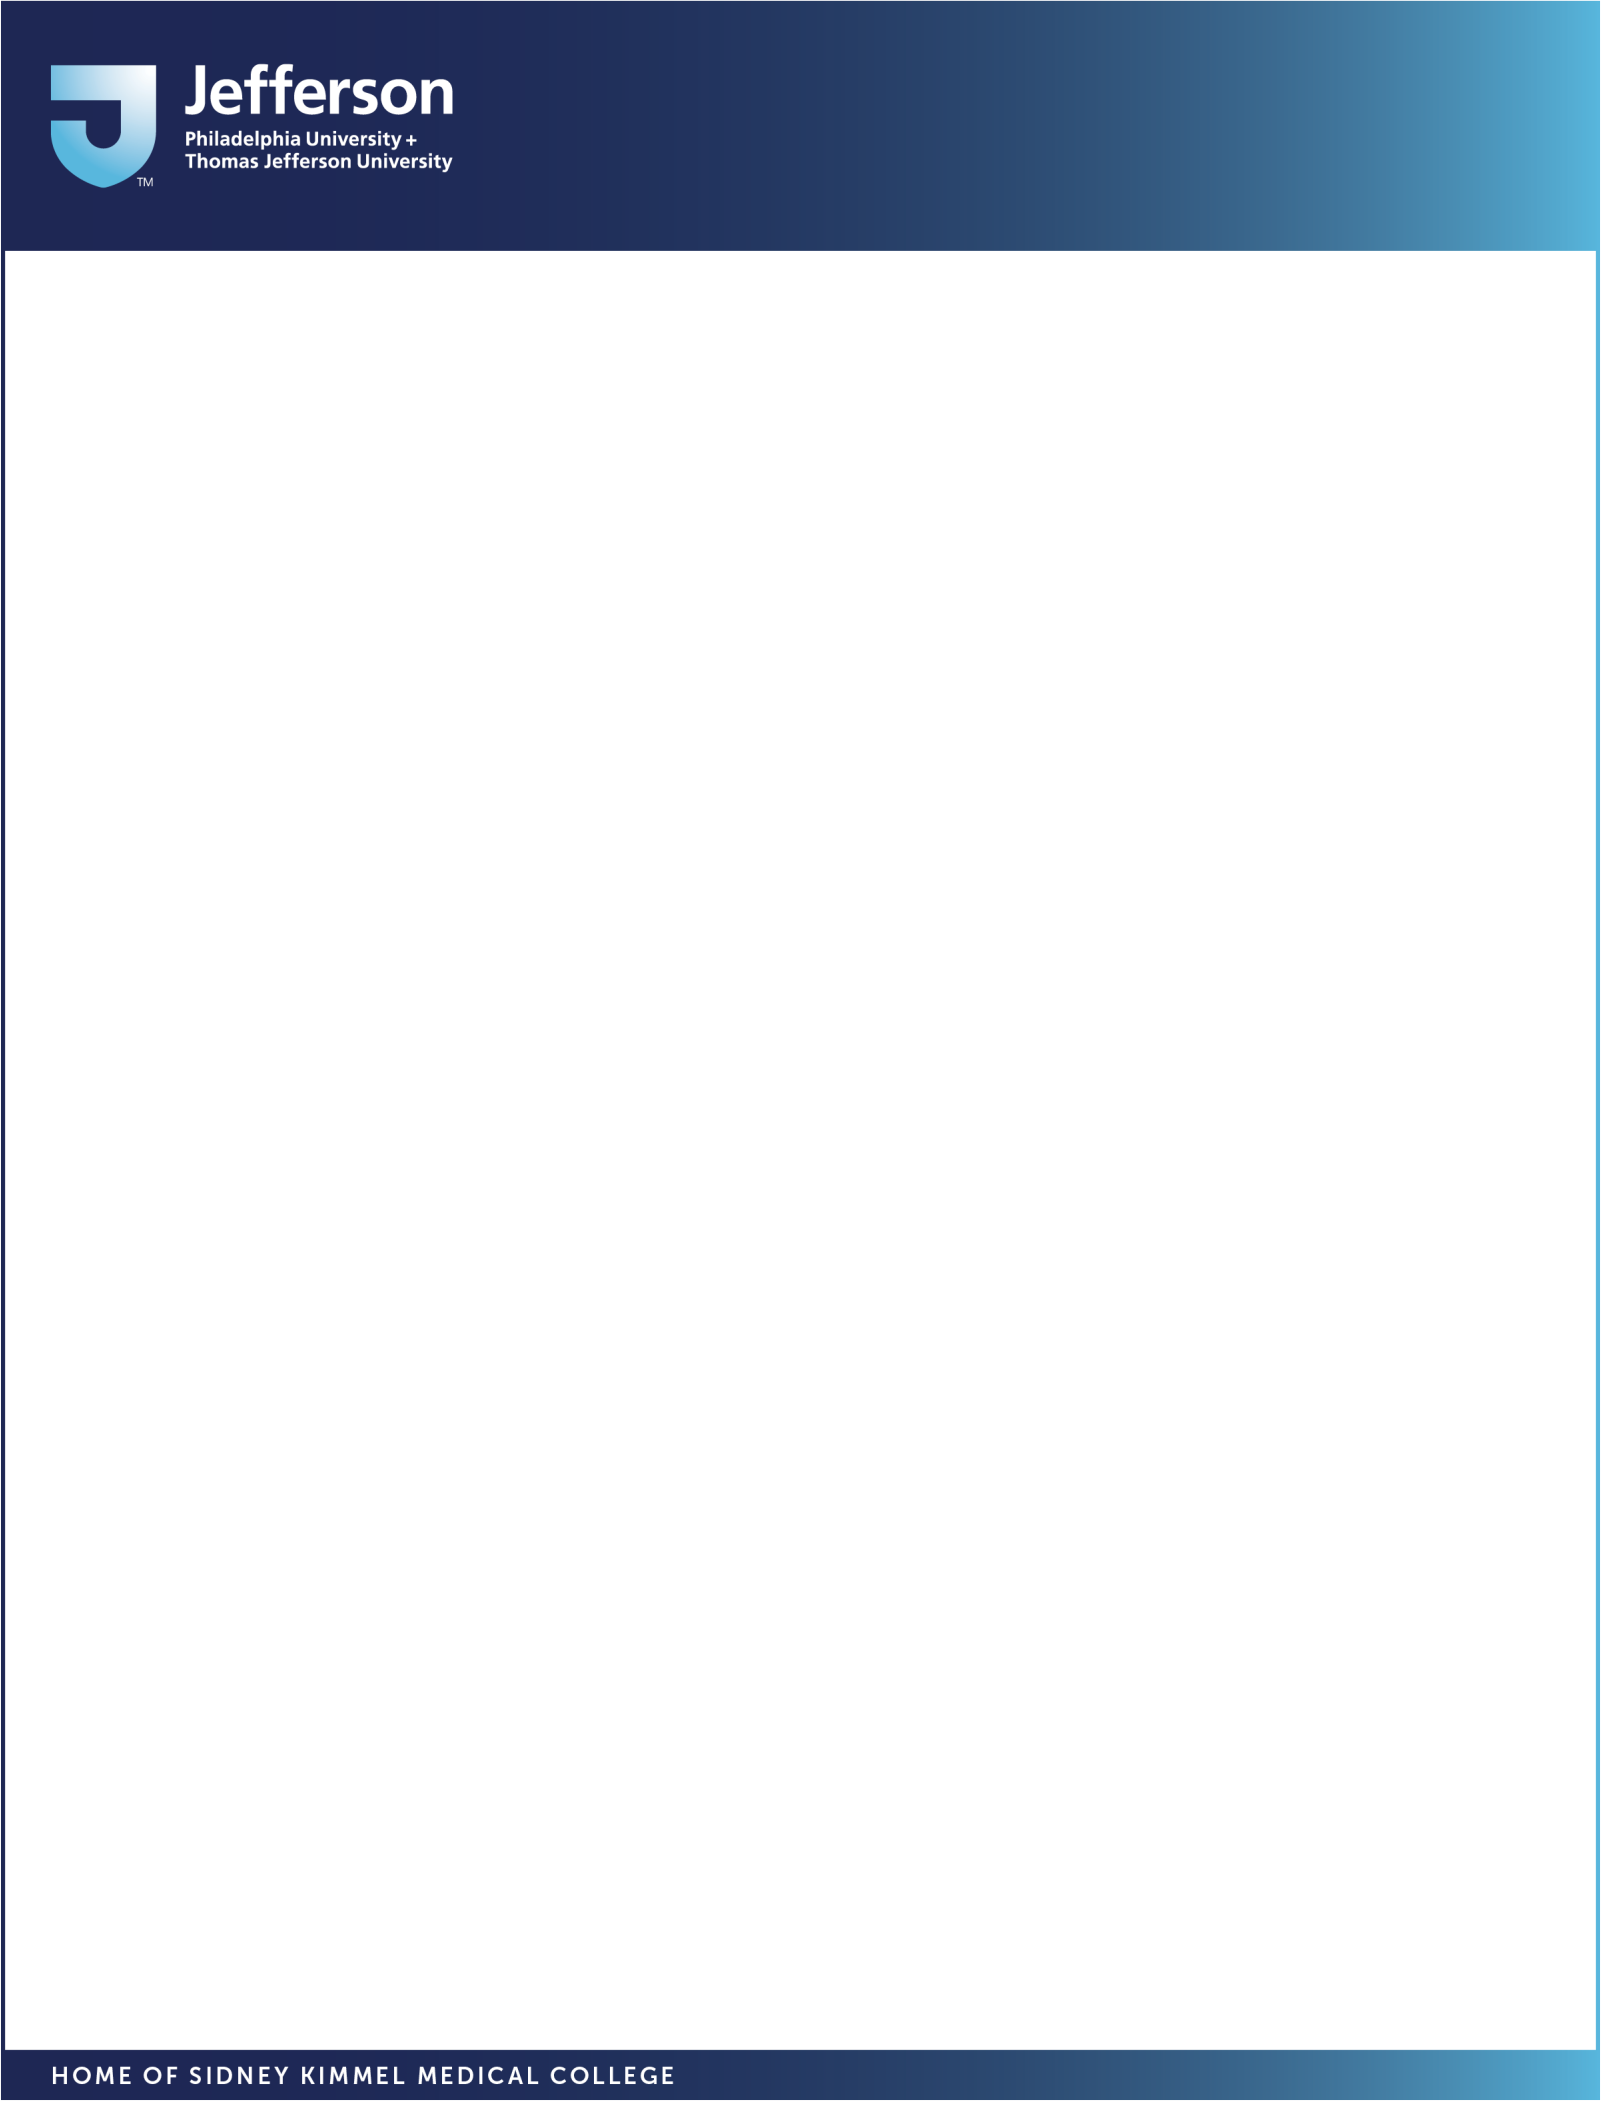 Jefferson
Philadelphia University +
Thomas Jefferson University
TM
HOME OF SIDNEY KIMMEL MEDICAL COLLEGE